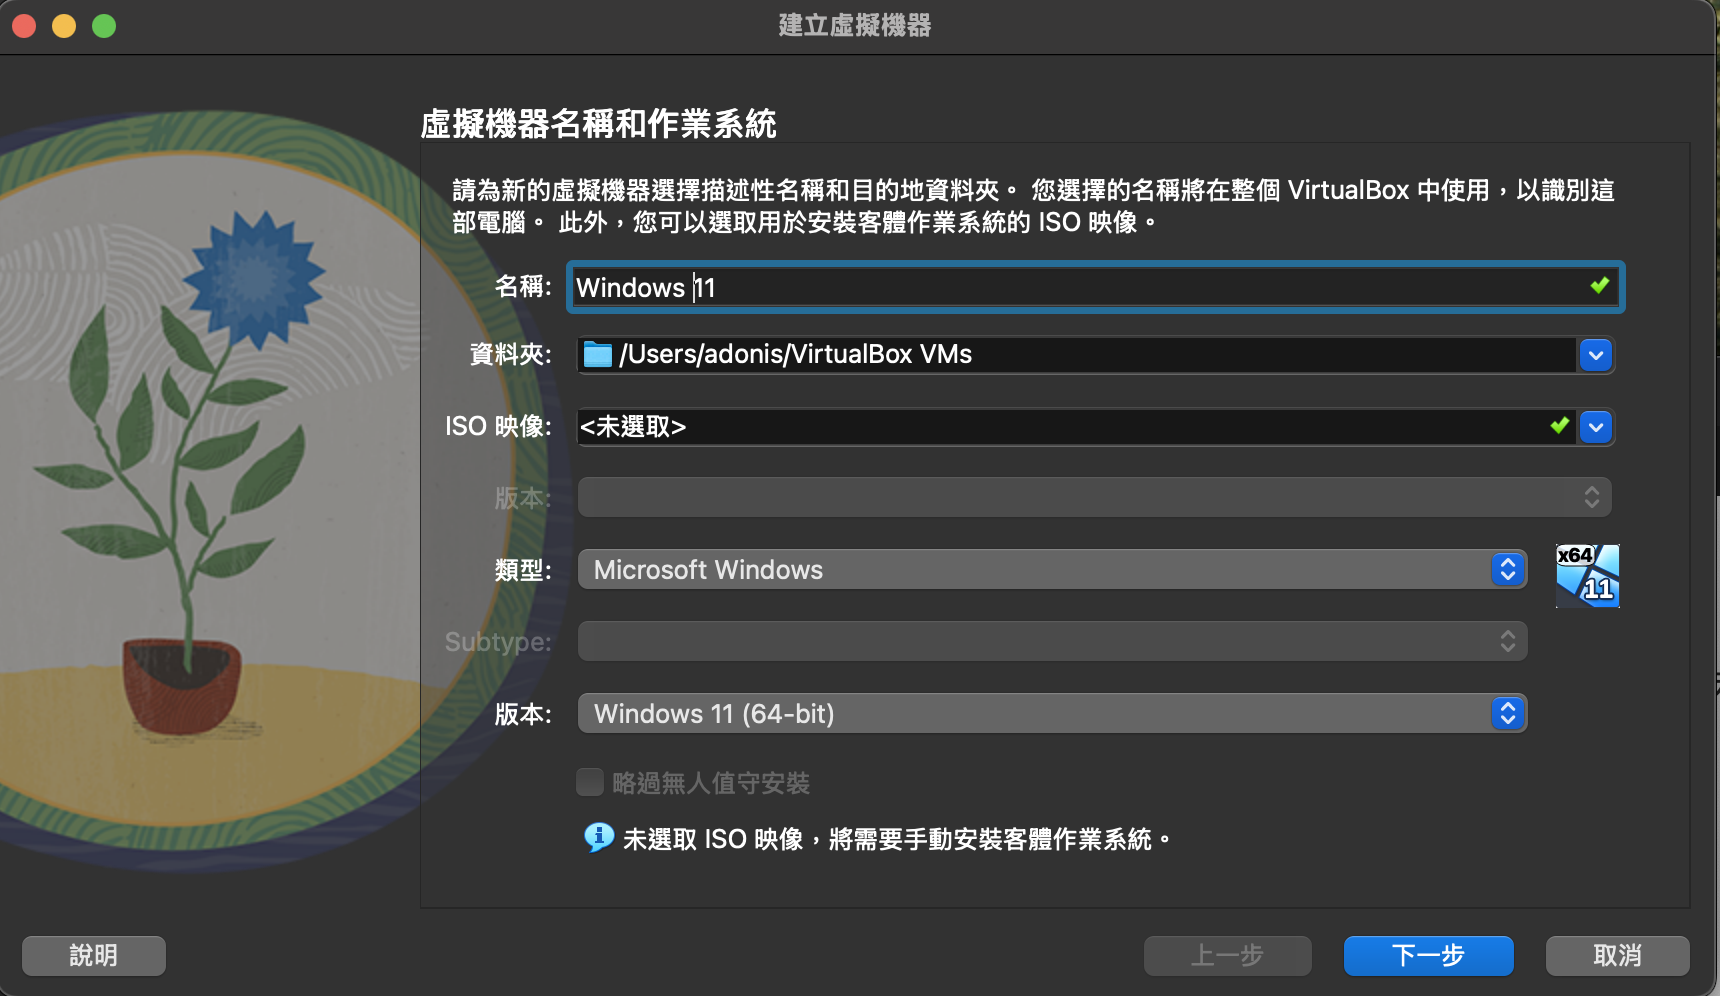 建立虛擬機器
虛擬機器名稱和作業系統
請為新的虛擬機器選擇描述性名稱和目的地資料夾。 您選擇的名稱將在整個 VirtualBox 中使用，以識別這
部電腦。 此外，您可以選取用於安裝客體作業系統的 ISO 映像。
名稱: Windows 11
資料夾: /Users/adonis/VirtualBox VMs
ISO 映像: <未選取>
版本:
類型: Microsoft Windows
x64
11
Subtype:
版本: Windows 11 (64-bit)
略過無人值守安裝
未選取 ISO 映像，將需要手動安裝客體作業系統。
說明 上一步 下一步 取消